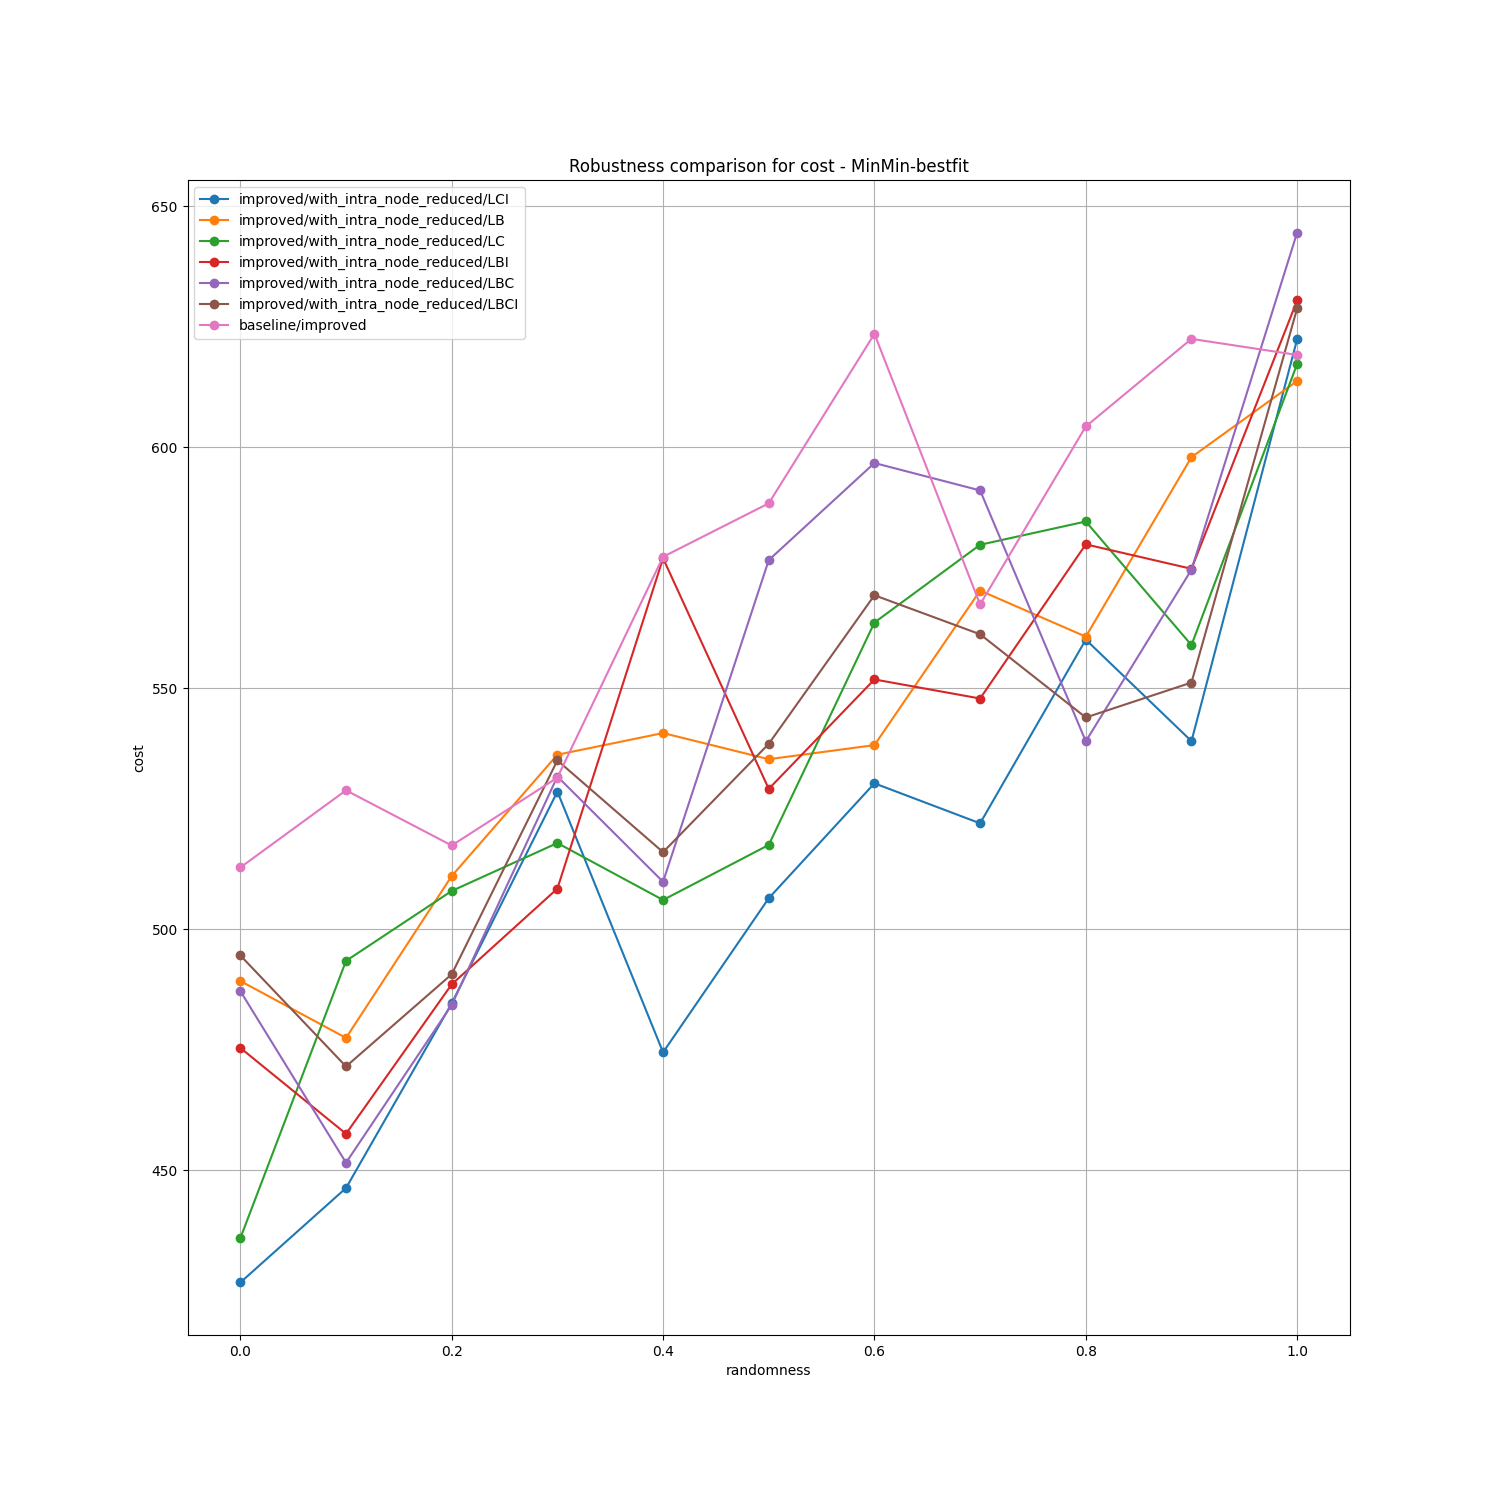 Robustness comparison for cost - MinMin-bestfit
improved/with_intra_node_reduced/LCI
improved/with_intra_node_reduced/LB
improved/with_intra_node_reduced/LC
improved/with_intra_node_reduced/LBI
improved/with_intra_node_reduced/LBC
improved/with_intra_node_reduced/LBCI
baseline/improved
650
600
550
500
450
cost
0.0 0.2 0.4 0.6 0.8 1.0
randomness